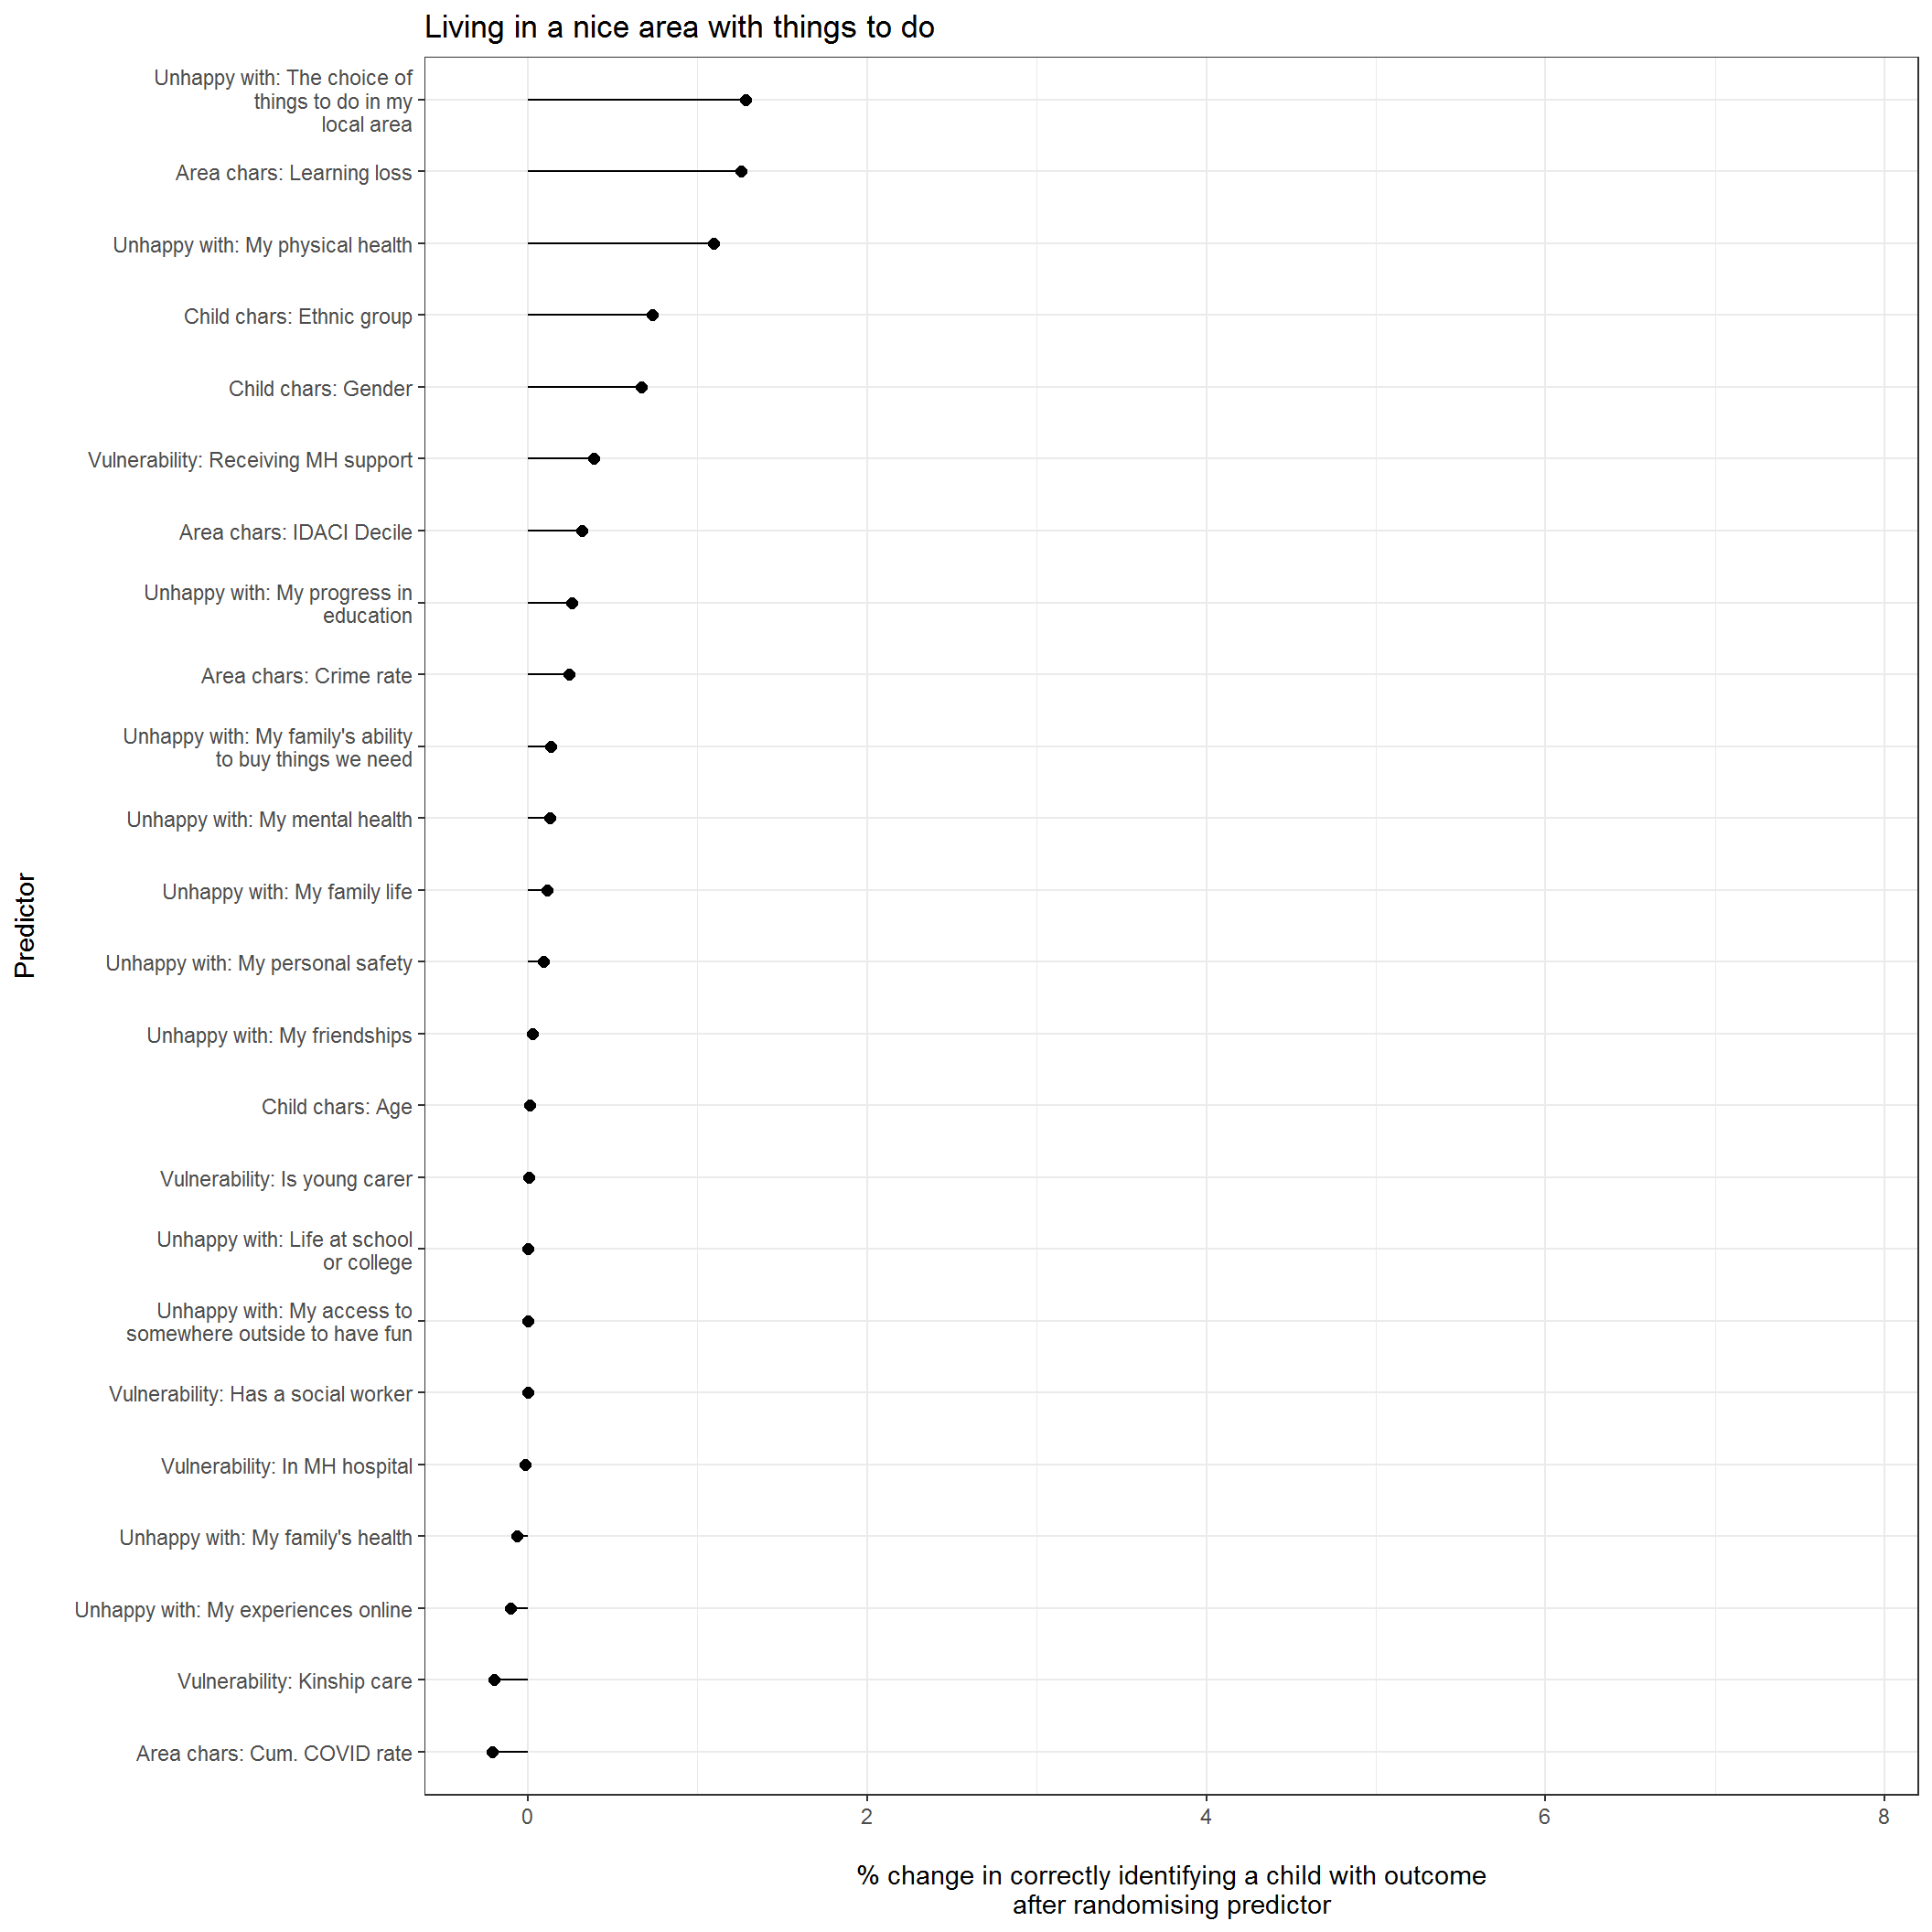 Living in a nice area with things to do
Unhappy with: The choice of
things to do in my
local area
Area chars: Learning loss
Unhappy with: My physical health
Child chars: Ethnic group
Child chars: Gender
Vulnerability: Receiving MH support
Area chars: IDACI Decile
Unhappy with: My progress in
education
Area chars: Crime rate
Unhappy with: My family's ability
to buy things we need
Unhappy with: My mental health
Unhappy with: My family life
Unhappy with: My personal safety
Unhappy with: My friendships
Child chars: Age
Vulnerability: Is young carer
Unhappy with: Life at school
or college
Unhappy with: My access to
somewhere outside to have fun
Vulnerability: Has a social worker
Vulnerability: In MH hospital
Unhappy with: My family's health
Unhappy with: My experiences online
Vulnerability: Kinship care
Area chars: Cum. COVID rate
Predictor
0 2 4 6 8
% change in correctly identifying a child with outcome
after randomising predictor